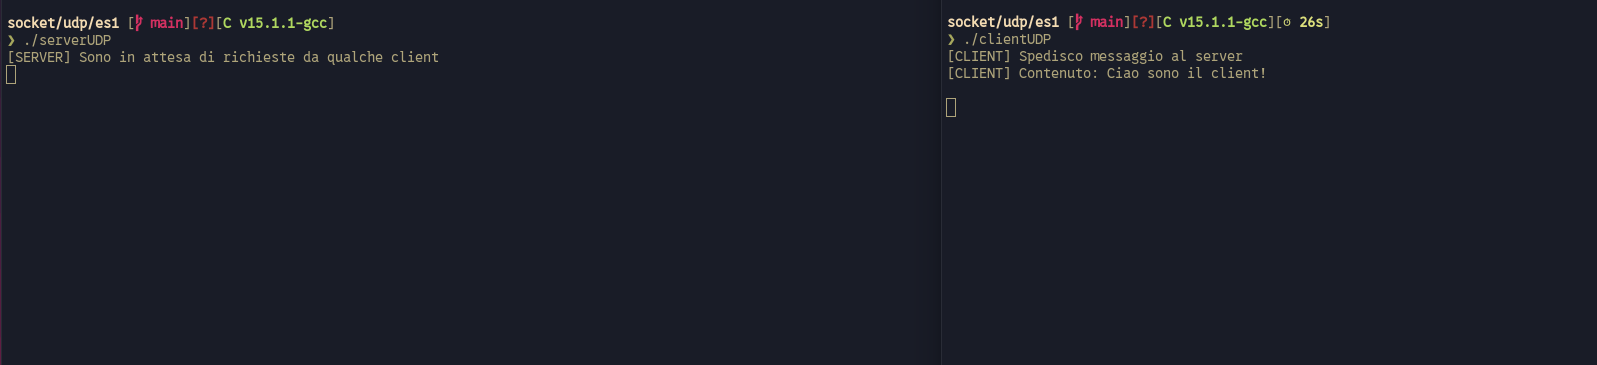 socket/udp/es1 [ main][?][C v15.1.1-gcc]
❯ ./serverUDP
[SERVER] Sono in attesa di richieste da qualche client
socket/udp/es1 [ main][?][C v15.1.1-gcc][⏱ 26s]
❯ ./clientUDP
[CLIENT] Spedisco messaggio al server
[CLIENT] Contenuto: Ciao sono il client!